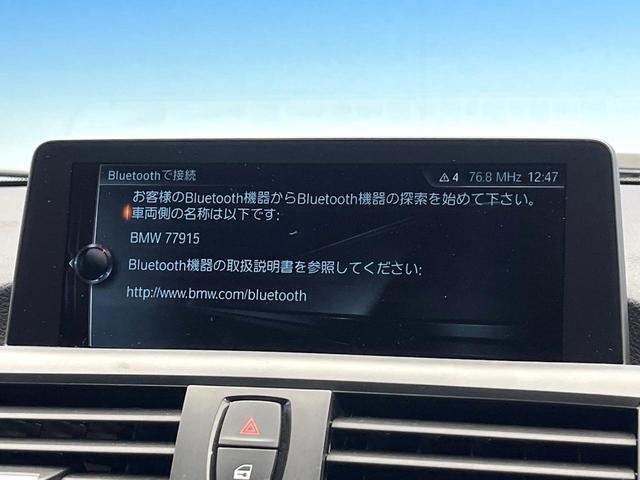 Bluetoothで接続
4 76.8 MHz 12:47
お客様のBluetooth機器からBluetooth機器の探索を始めて下さい。
車両側の名称は以下です:
BMW 77915
Bluetooth機器の取扱説明書を参照してください:
http://www.bmw.com/bluetooth